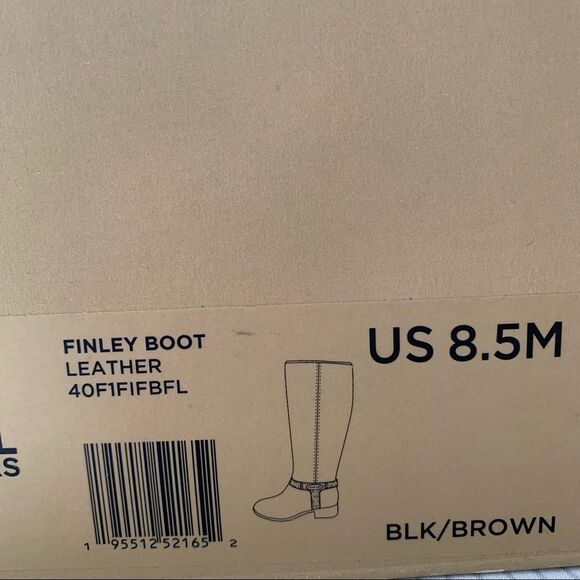 FINLEY BOOT
LEATHER
40F1FIFBFL
US 8.5M
1 95512 52165 2
BLK/BROWN